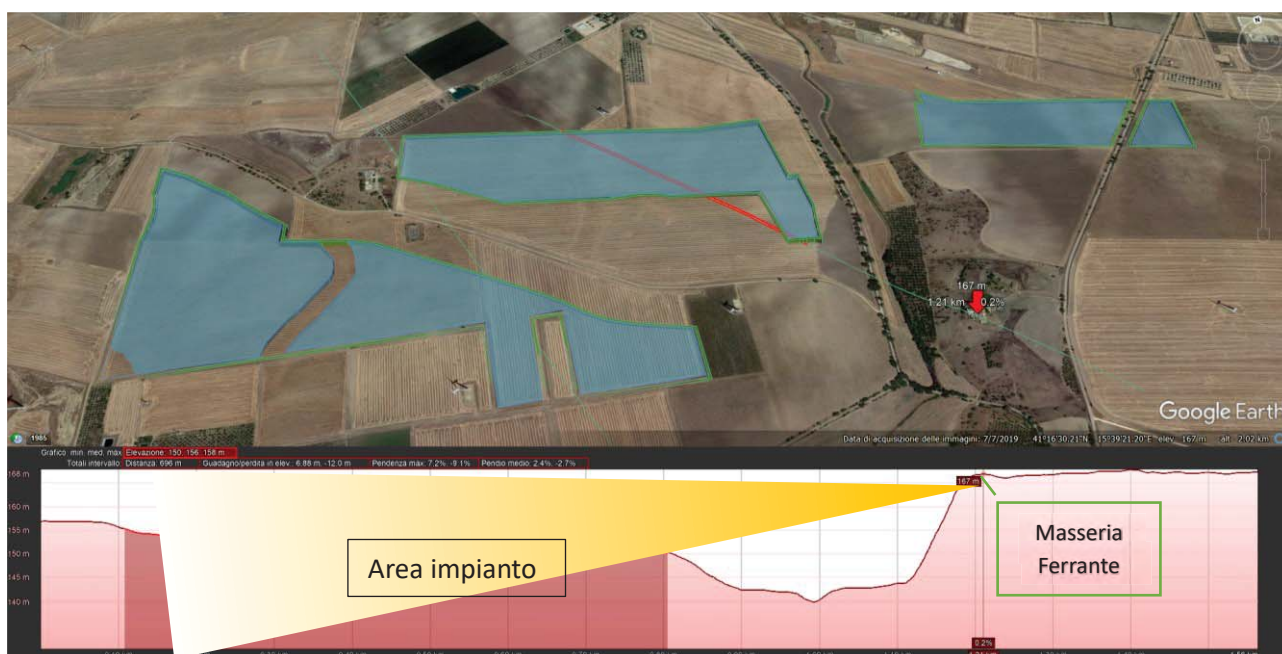 167 m
1.21 km 0.2%
Google Earth
1985
Data di acquisizione delle immagini: 7/7/2019 41°16'30.21"N 15°39'21.20"E elev. 167 m alt. 2.02 km
Grafico min. med. max Elevazione: 150, 156, 158 m
Totali intervallo: Distanza: 696 m Guadagno/perdita in elev.: 6.88 m, -12.0 m Pendenza max: 7.2%, -9.1% Pendio medio: 2.4%, -2.7%
168 m
160 m
155 m
150 m
145 m
140 m
167 m
Area impianto
Masseria
Ferrante
0.2%